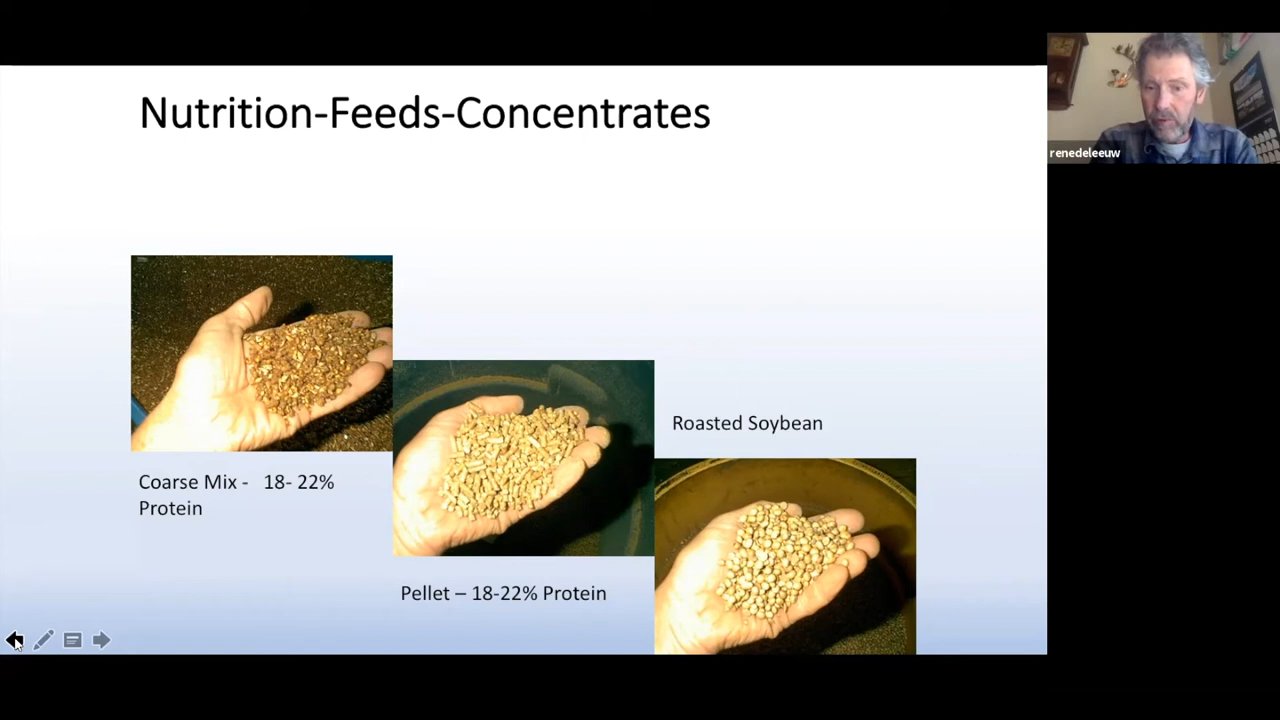 Nutrition-Feeds-Concentrates
renedeleeuw
Roasted Soybean
Coarse Mix -   18- 22%
Protein
Pellet – 18-22% Protein